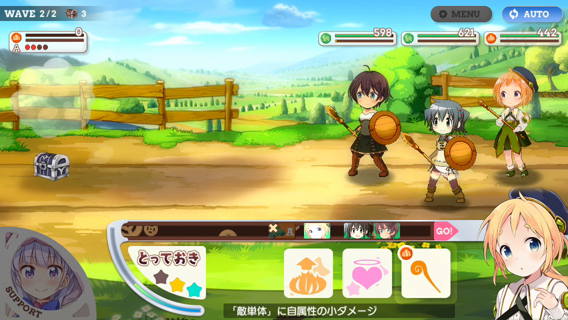 WAVE 2/2 3
MENU
AUTO
0
A
598
621
442
A
GO!
とっておき
SUPPORT
「敵単体」に自属性の小ダメージ